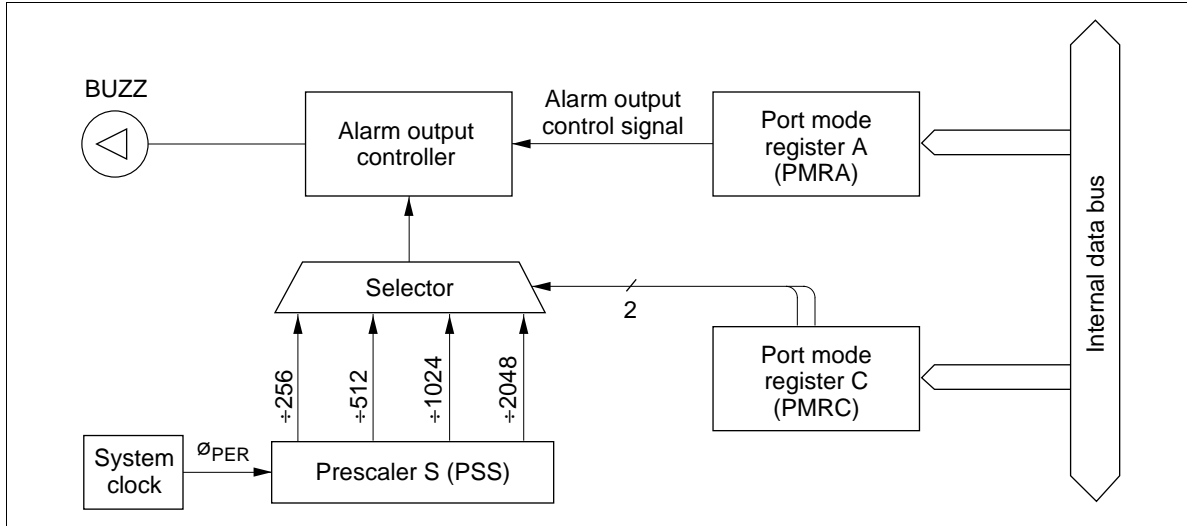 BUZZ
Alarm output
controller
Alarm output
control signal
Port mode
register A
(PMRA)
Internal data bus
Selector
2
Port mode
register C
(PMRC)
÷256
÷512
÷1024
÷2048
System
clock
øPER
Prescaler S (PSS)